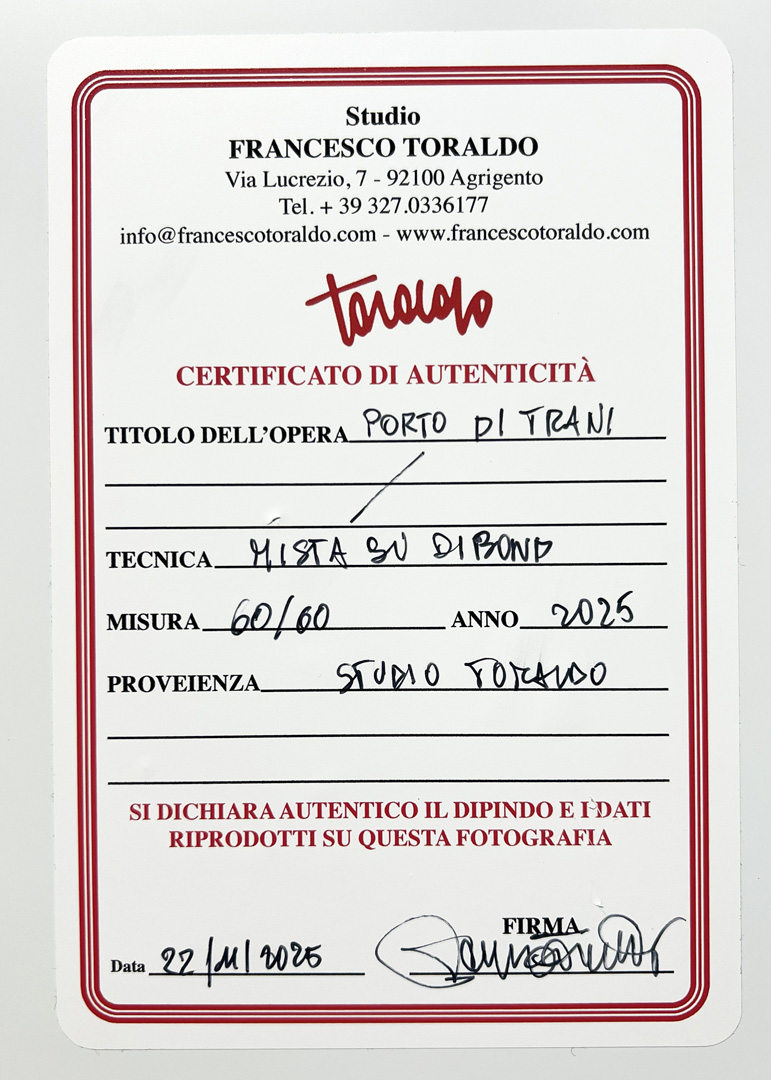 Studio
FRANCESCO TORALDO
Via Lucrezio, 7 - 92100 Agrigento
Tel. + 39 327.0336177
info@francescotoraldo.com - www.francescotoraldo.com
toraldo
CERTIFICATO DI AUTENTICITÀ
TITOLO DELL'OPERA PORTO DI TRANI
TECNICA MISTA SU DIBOND
MISURA 60/60 ANNO 2025
PROVEIENZA STUDIO TORALDO
SI DICHIARA AUTENTICO IL DIPINDO E I DATI
RIPRODOTTI SU QUESTA FOTOGRAFIA
FIRMA
Data 22/11/2025